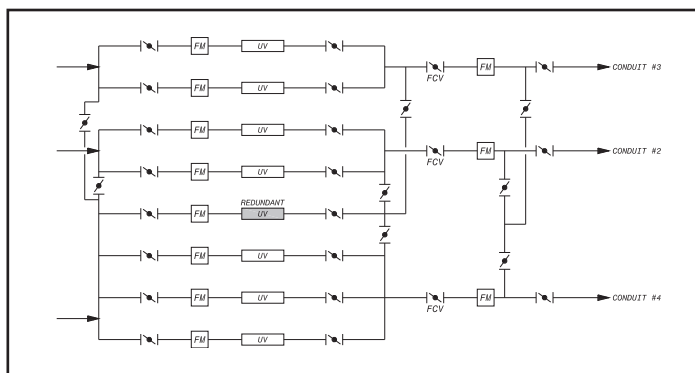 FM UV
FM UV FCV FM CONDUIT #3
FM UV
FM UV FM CONDUIT #2
FCV
REDUNDANT
FM UV
FM UV
FM UV FM CONDUIT #4
FCV
FM UV